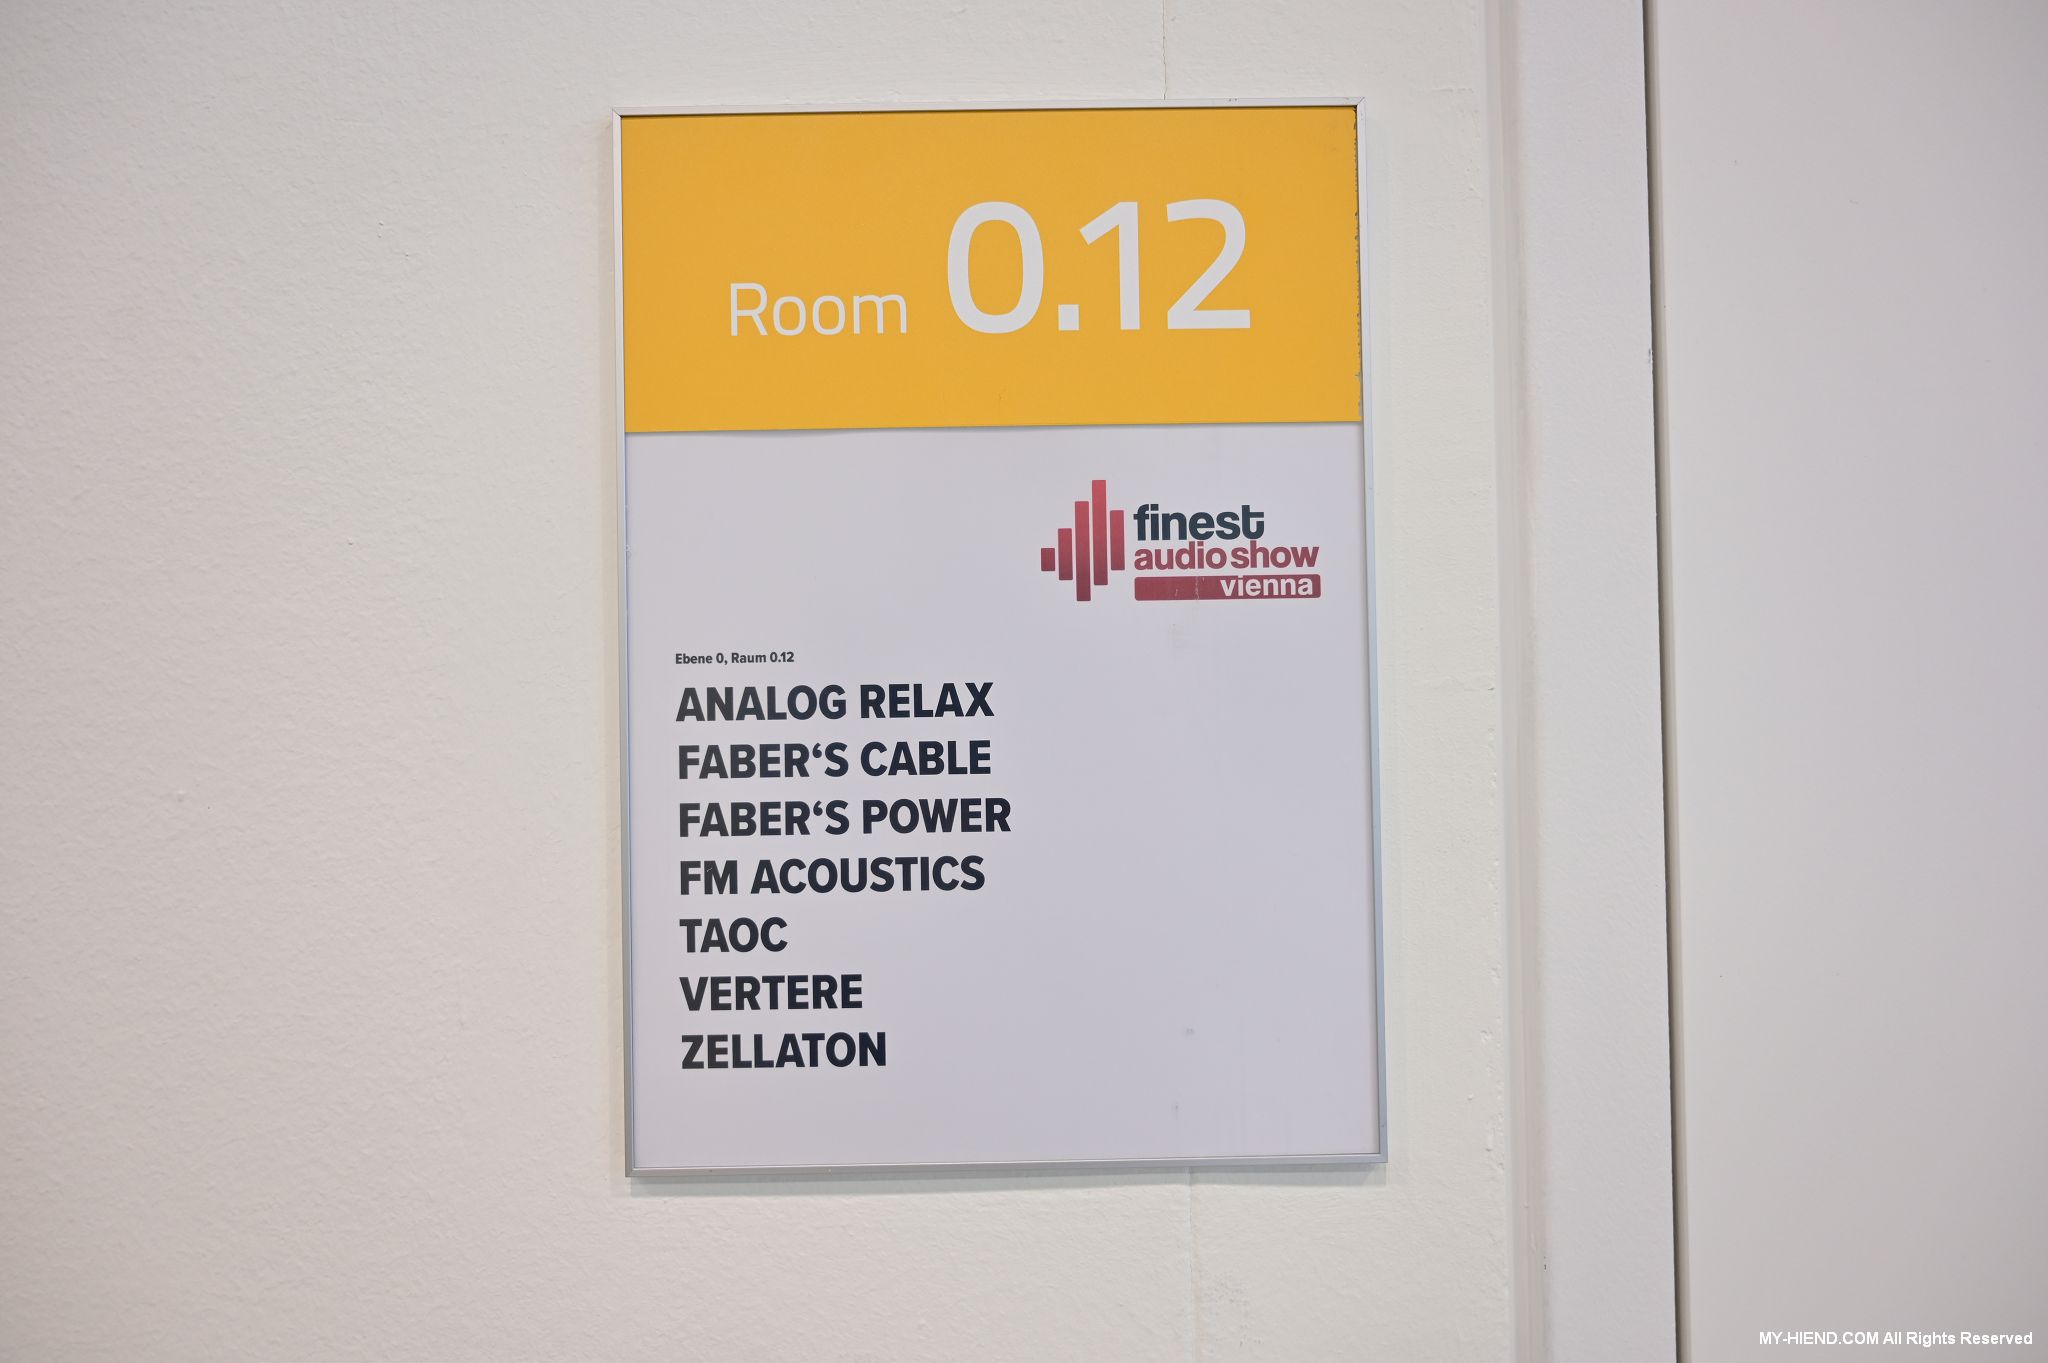 Room 0.12
finest
audio show
vienna
Ebene 0, Raum 0.12
ANALOG RELAX
FABER‘S CABLE
FABER‘S POWER
FM ACOUSTICS
TAOC
VERTERE
ZELLATON
MY-HIEND.COM All Rights Reserved